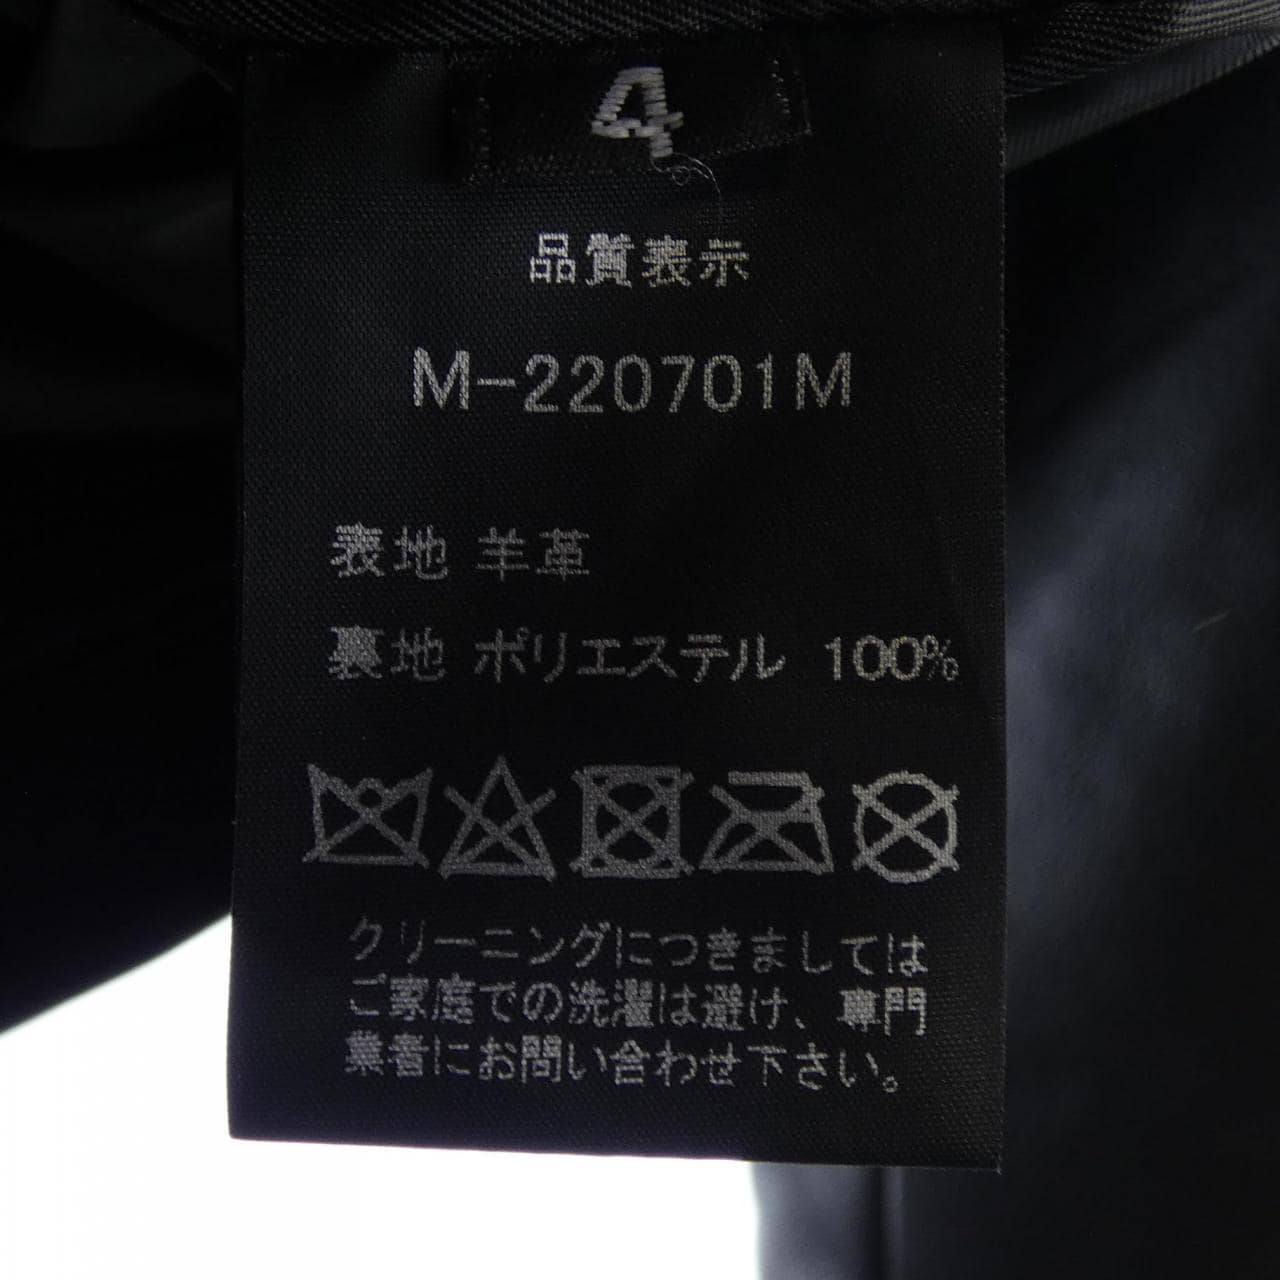 4
品質表示
M-220701M
表地 羊革
裏地 ポリエステル 100%
クリーニングにつきましては
ご家庭での洗濯は避け、専門
業者にお問い合わせ下さい。